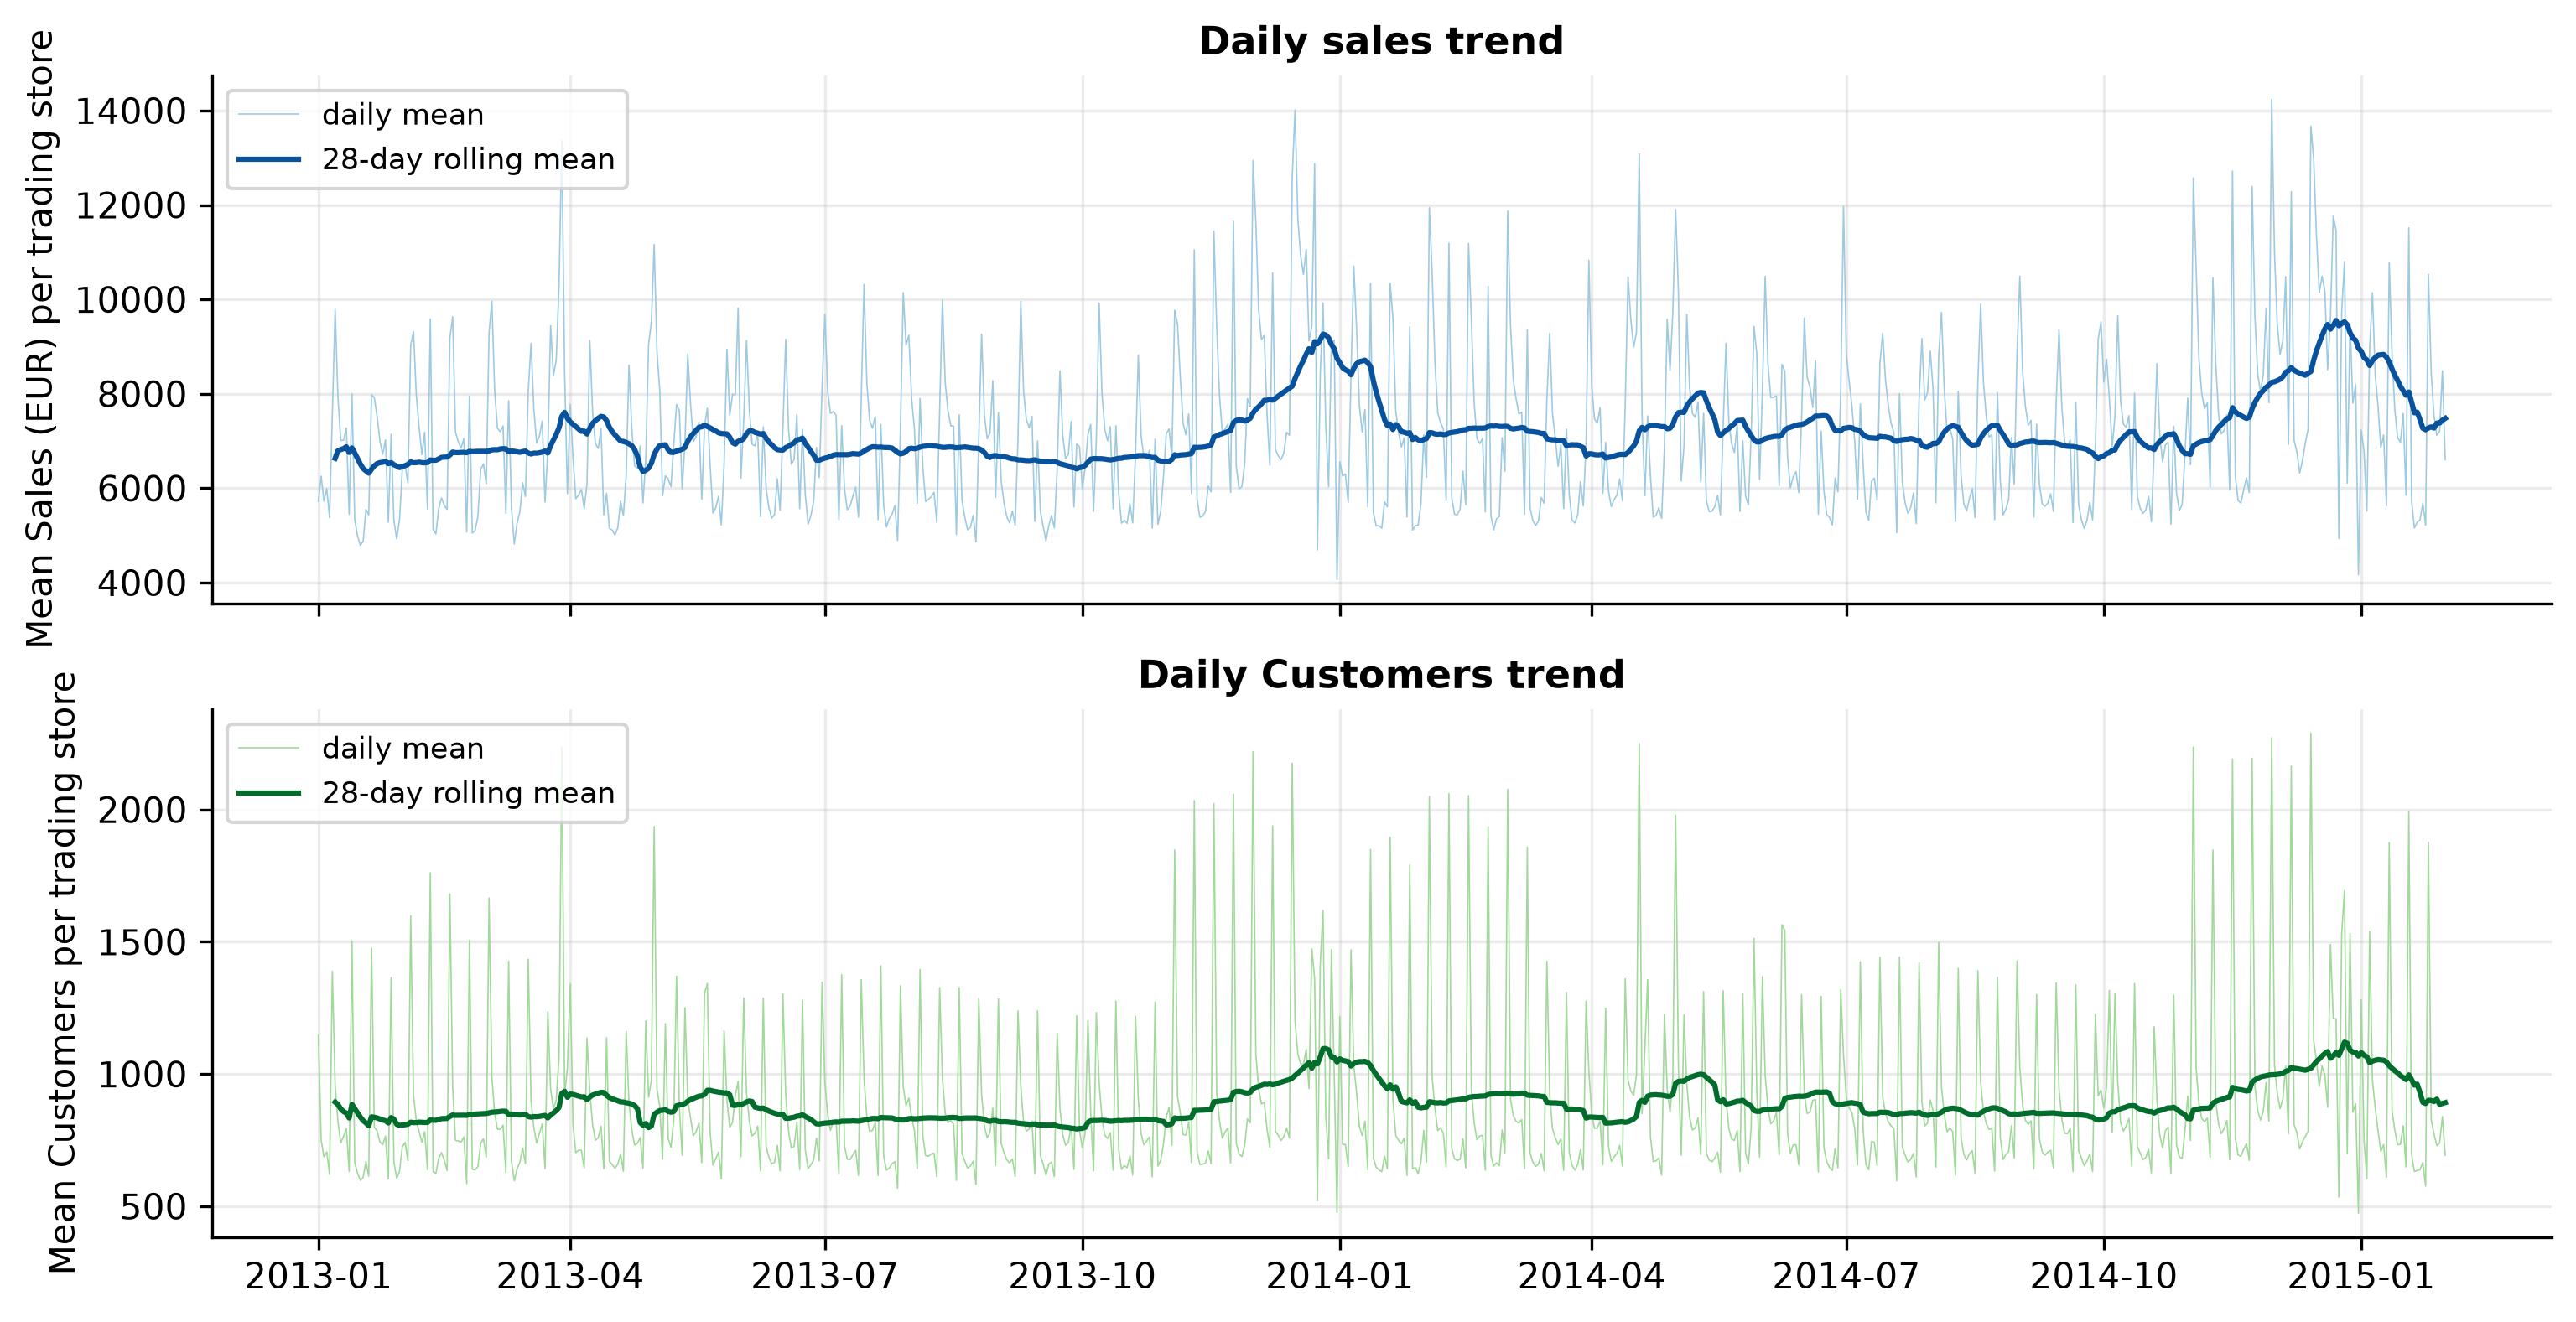 Daily sales trend
Mean Sales (EUR) per trading store
14000
12000
10000
8000
6000
4000
daily mean
28-day rolling mean
Daily Customers trend
Mean Customers per trading store
2000
1500
1000
500
daily mean
28-day rolling mean
2013-01 2013-04 2013-07 2013-10 2014-01 2014-04 2014-07 2014-10 2015-01